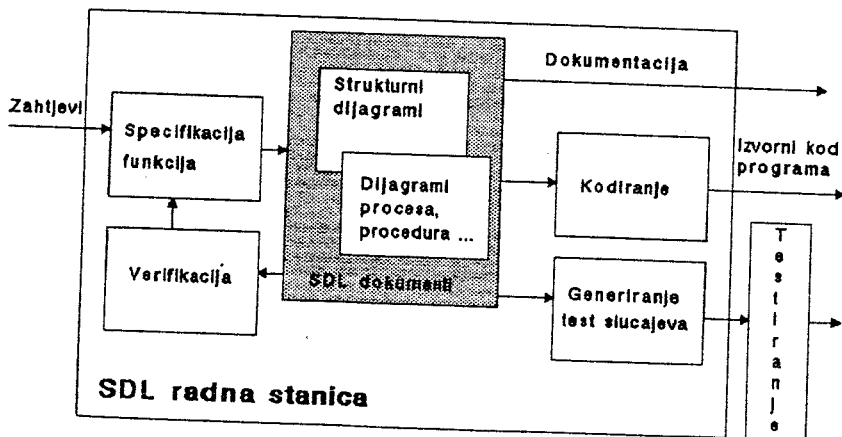 Zahtjevi
Specifikacija
funkcija
Verifikacija
Strukturni
dijagrami
Dijagrami
procesa,
procedura ...
SDL dokumenti
Dokumentacija
Kodiranje
Izvorni kod
programa
Generiranje
test slucajeva
Testiranje
SDL radna stanica